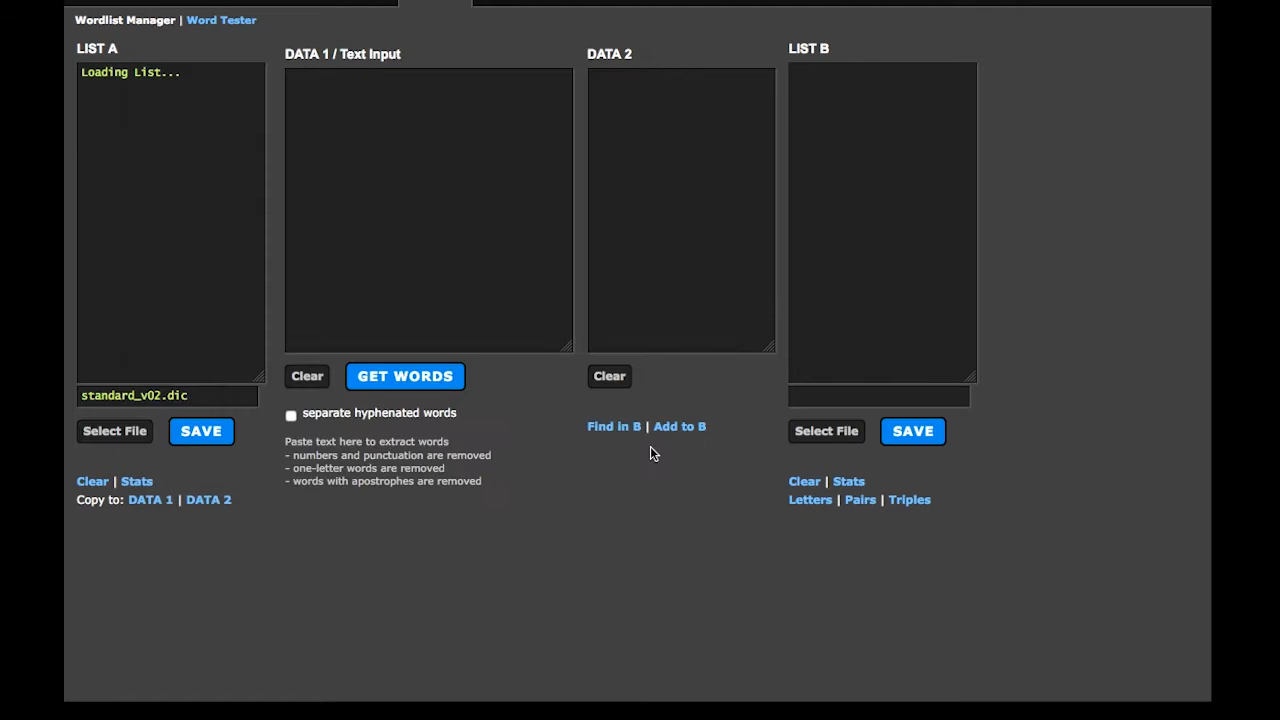 Wordlist Manager | Word Tester
LIST A
Loading List...
standard_v02.dic
Select File
SAVE
Clear | Stats
Copy to: DATA 1 | DATA 2
DATA 1 / Text Input
Clear
GET WORDS
separate hyphenated words
Paste text here to extract words
- numbers and punctuation are removed
- one-letter words are removed
- words with apostrophes are removed
DATA 2
Clear
Find in B | Add to B
LIST B
Select File
SAVE
Clear | Stats
Letters | Pairs | Triples